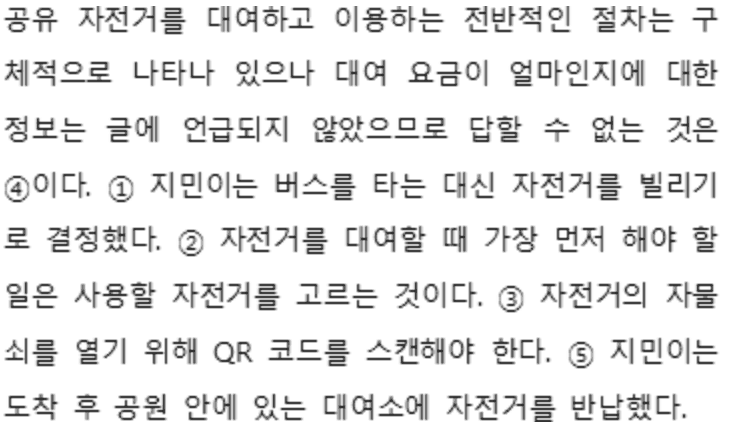 공유 자전거를 대여하고 이용하는 전반적인 절차는 구
체적으로 나타나 있으나 대여 요금이 얼마인지에 대한
정보는 글에 언급되지 않았으므로 답할 수 없는 것은
④이다. ① 지민이는 버스를 타는 대신 자전거를 빌리기
로 결정했다. ② 자전거를 대여할 때 가장 먼저 해야 할
일은 사용할 자전거를 고르는 것이다. ③ 자전거의 자물
쇠를 열기 위해 QR 코드를 스캔해야 한다. ⑤ 지민이는
도착 후 공원 안에 있는 대여소에 자전거를 반납했다.